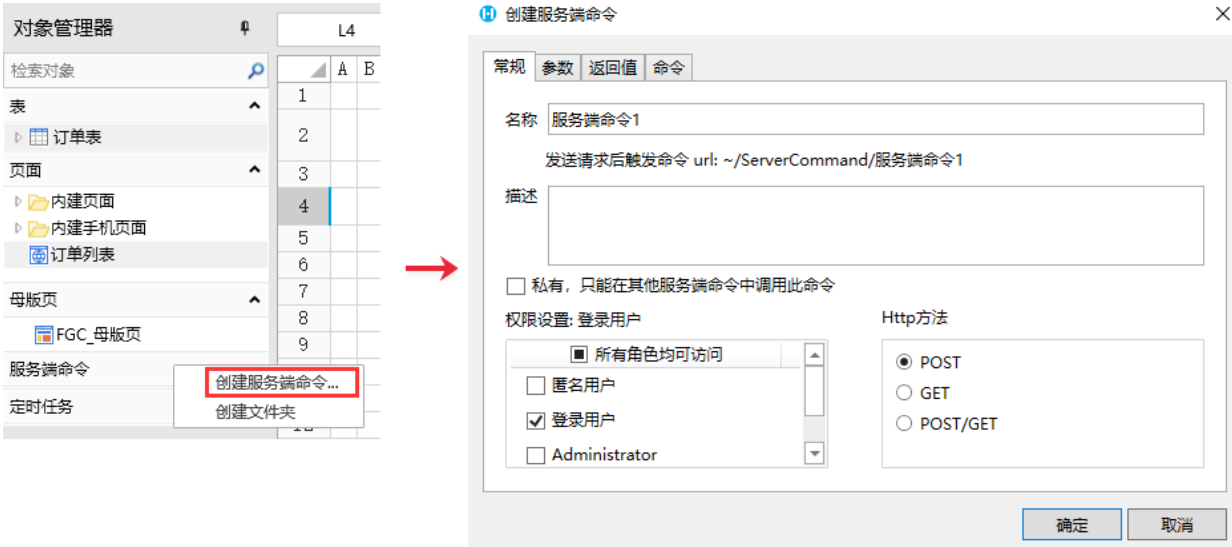 对象管理器
检索对象
表
订单表
页面
内建页面
内建手机页面
订单列表
母版页
FGC_母版页
服务端命令
定时任务
创建服务端命令...
创建文件夹
L4
A B
1
2
3
4
5
6
7
8
9
创建服务端命令
常规 参数 返回值 命令
名称 服务端命令1
发送请求后触发命令 url: ~/ServerCommand/服务端命令1
描述
私有，只能在其他服务端命令中调用此命令
权限设置: 登录用户
所有角色均可访问
匿名用户
登录用户
Administrator
Http方法
POST
GET
POST/GET
确定 取消